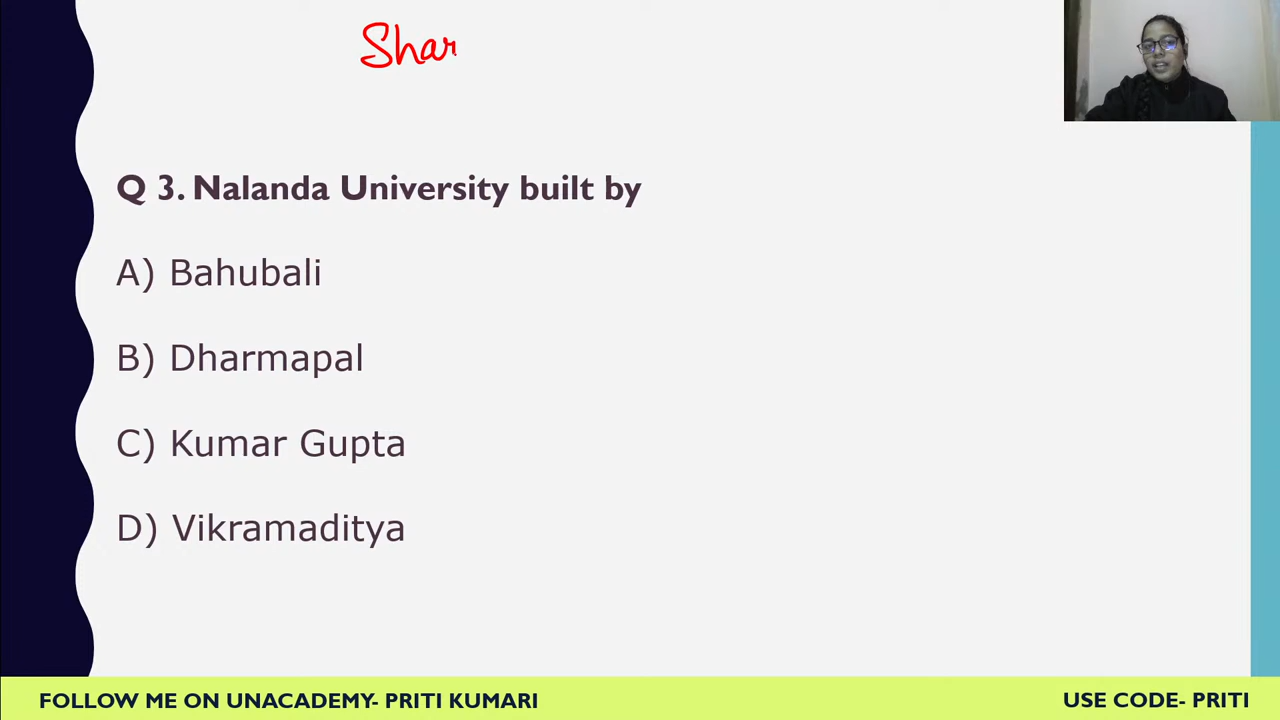 Shar
Q 3. Nalanda University built by
A) Bahubali
B) Dharmapal
C) Kumar Gupta
D) Vikramaditya
FOLLOW ME ON UNACADEMY- PRITI KUMARI
USE CODE- PRITI